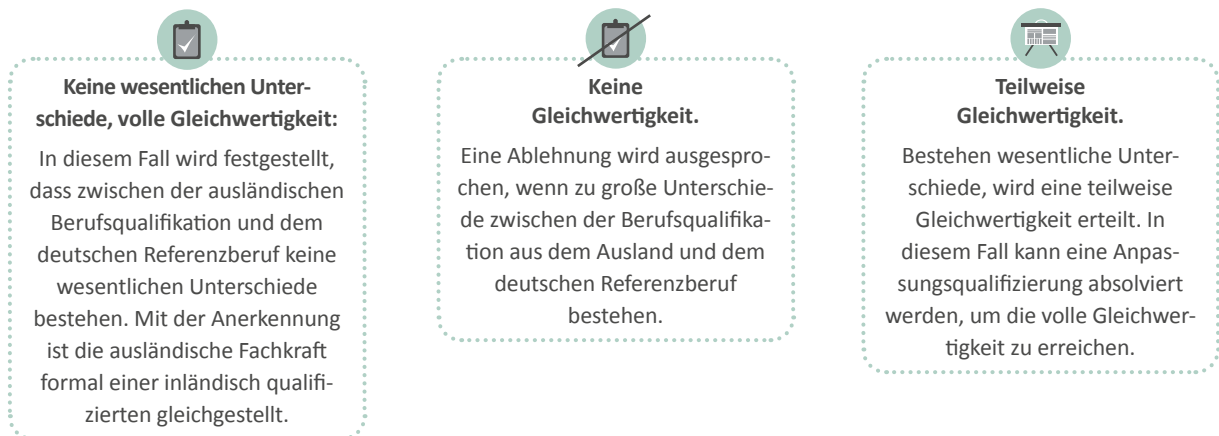 Keine wesentlichen Unter-
schiede, volle Gleichwertigkeit:
In diesem Fall wird festgestellt,
dass zwischen der ausländischen
Berufsqualifikation und dem
deutschen Referenzberuf keine
wesentlichen Unterschiede
bestehen. Mit der Anerkennung
ist die ausländische Fachkraft
formal einer inländisch qualifi-
zierten gleichgestellt.
Keine
Gleichwertigkeit.
Eine Ablehnung wird ausgespro-
chen, wenn zu große Unterschie-
de zwischen der Berufsqualifika-
tion aus dem Ausland und dem
deutschen Referenzberuf
bestehen.
Teilweise
Gleichwertigkeit.
Bestehen wesentliche Unter-
schiede, wird eine teilweise
Gleichwertigkeit erteilt. In
diesem Fall kann eine Anpas-
sungsqualifizierung absolviert
werden, um die volle Gleichwer-
tigkeit zu erreichen.